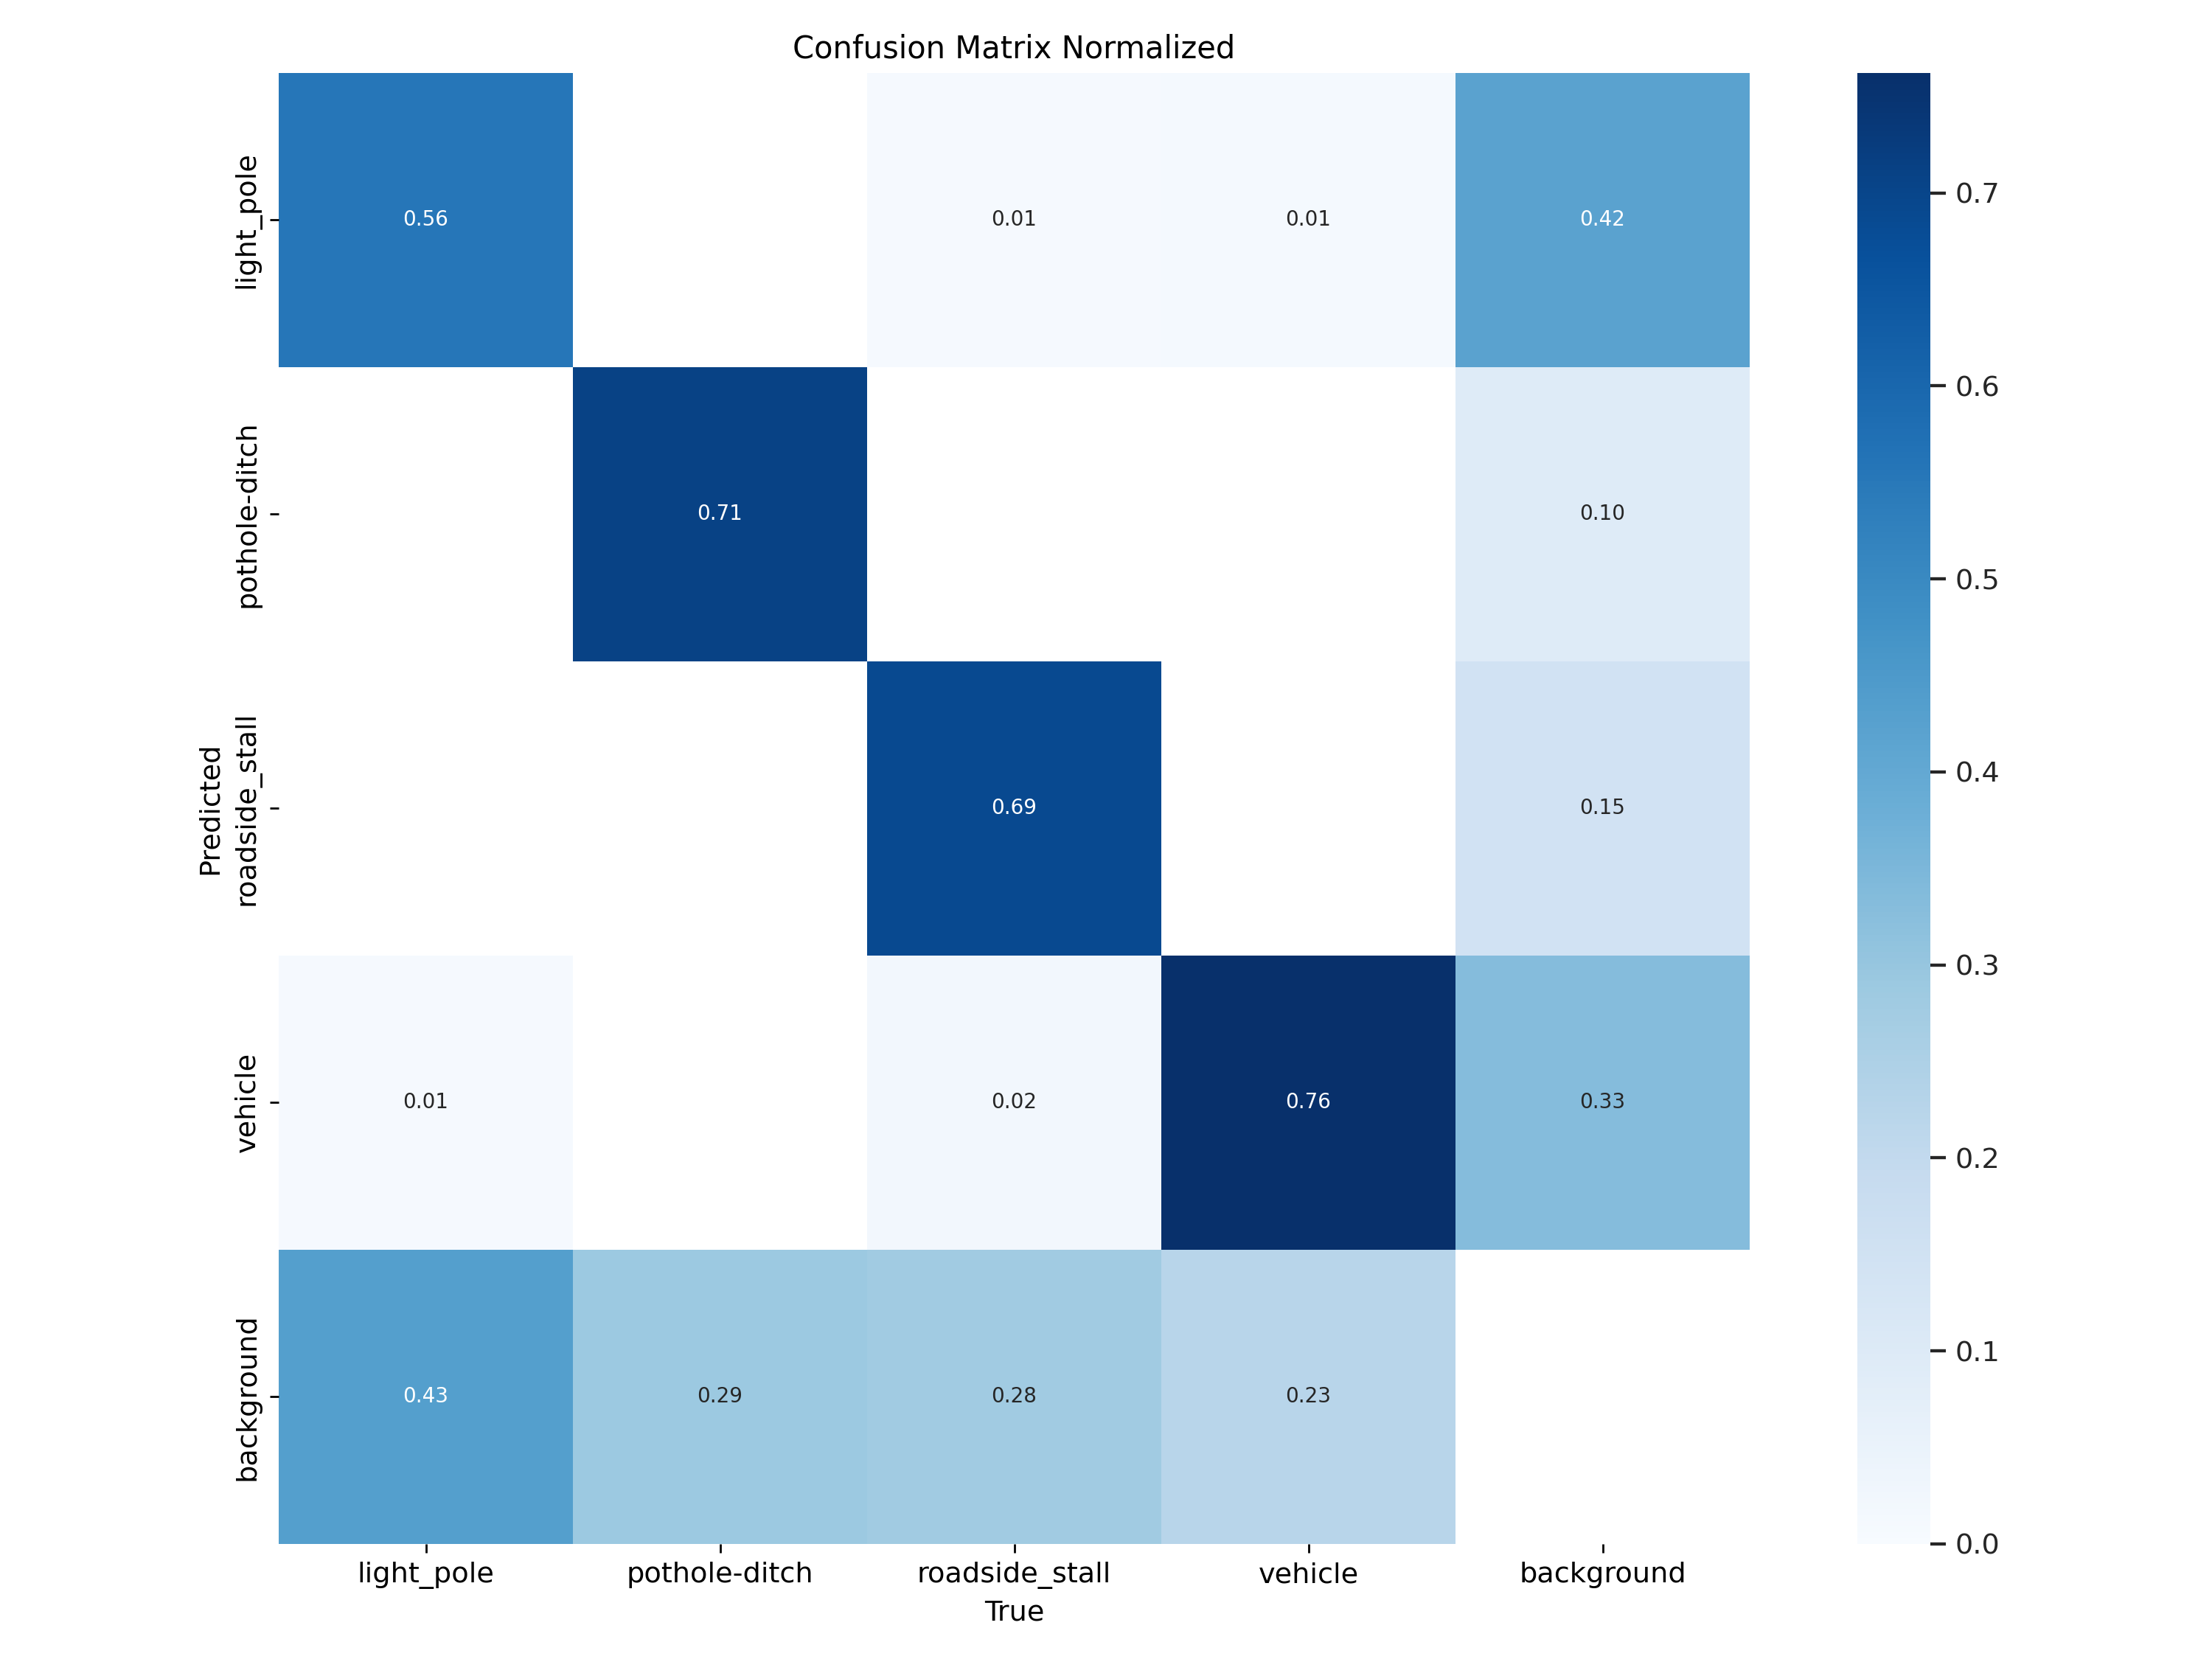 Confusion Matrix Normalized
light_pole
0.56
0.01
0.01
0.42
0.7
0.6
pothole-ditch
0.71
0.10
0.5
0.4
Predicted
roadside_stall
0.69
0.15
0.3
vehicle
0.01
0.02
0.76
0.33
0.2
0.1
background
0.43
0.29
0.28
0.23
0.0
light_pole
pothole-ditch
roadside_stall
vehicle
background
True